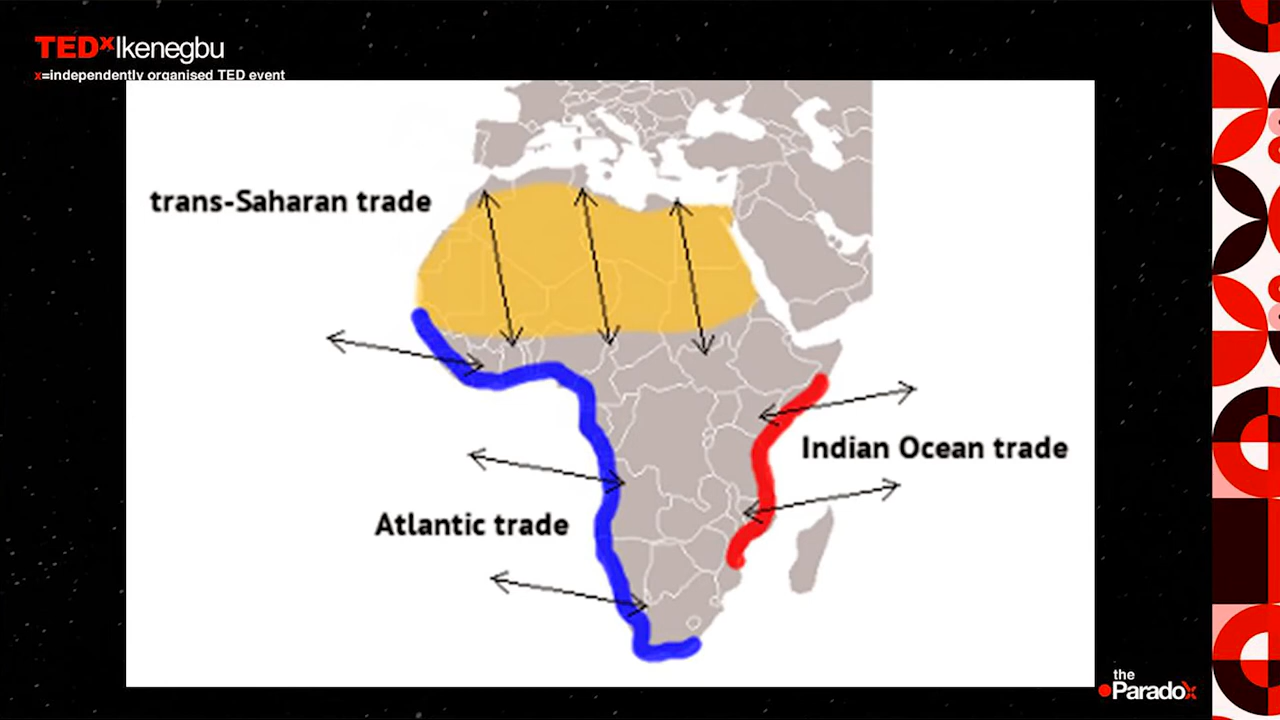 TEDxIkenegbu
x=independently organised TED event
trans-Saharan trade
Indian Ocean trade
Atlantic trade
the
Paradox